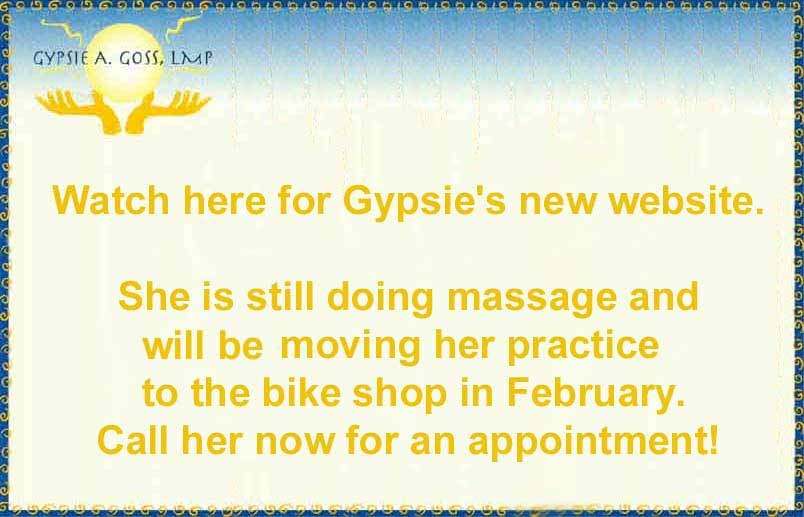 GYPSIE A. GOSS, LMP
Watch here for Gypsie's new website.
She is still doing massage and
will be moving her practice
to the bike shop in February.
Call her now for an appointment!